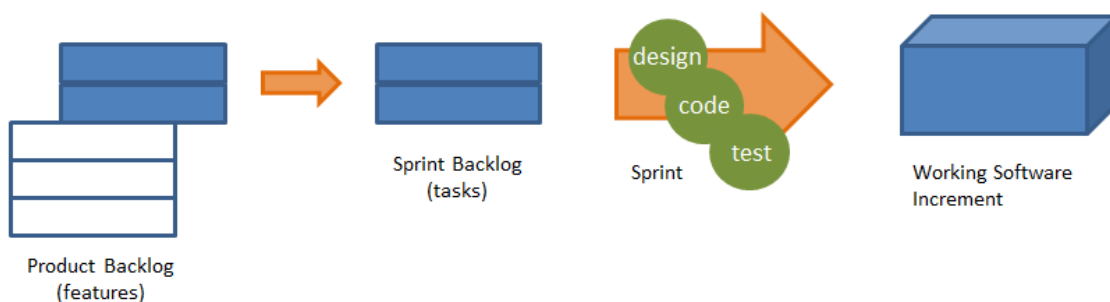 design
code
test
Sprint Backlog
(tasks)
Sprint
Working Software
Increment
Product Backlog
(features)